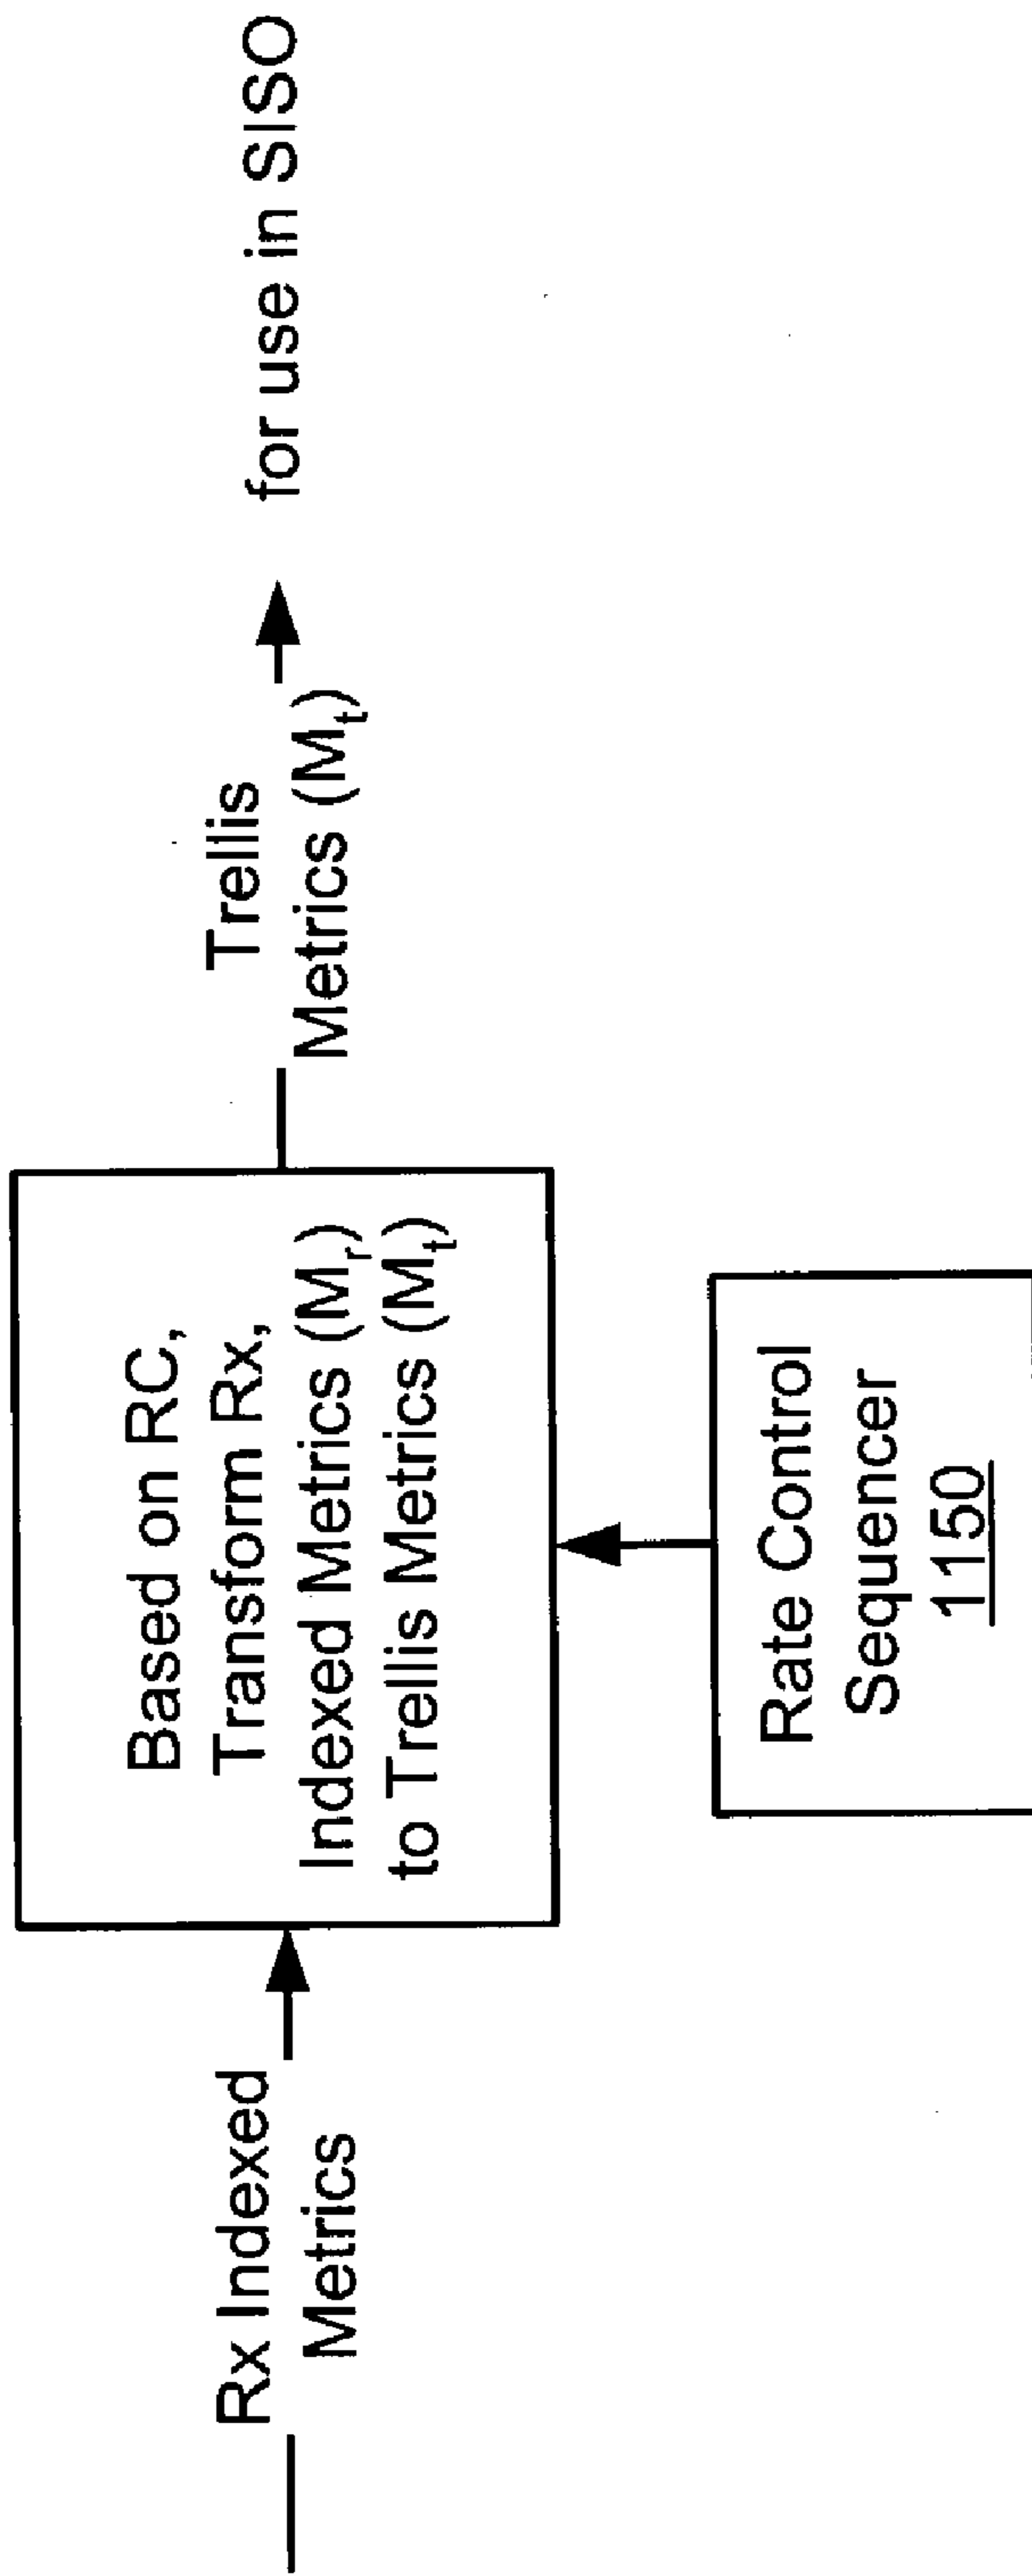 Rx Indexed
Metrics
Based on RC,
Transform Rx,
Indexed Metrics (Mr)
to Trellis Metrics (Mt)
Trellis
Metrics (Mt)
for use in SISO
Rate Control
Sequencer
1150